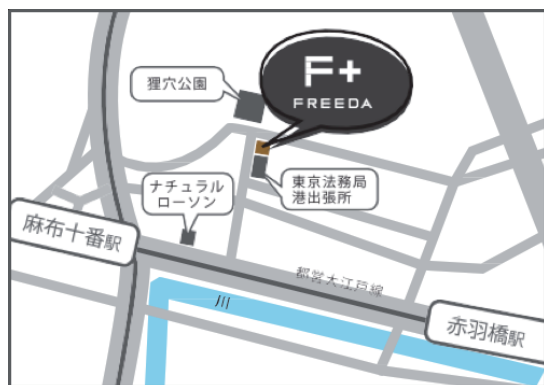 F+
FREEDA
狸穴公園
東京法務局
港出張所
ナチュラル
ローソン
麻布十番駅
都営大江戸線
川
赤羽橋駅